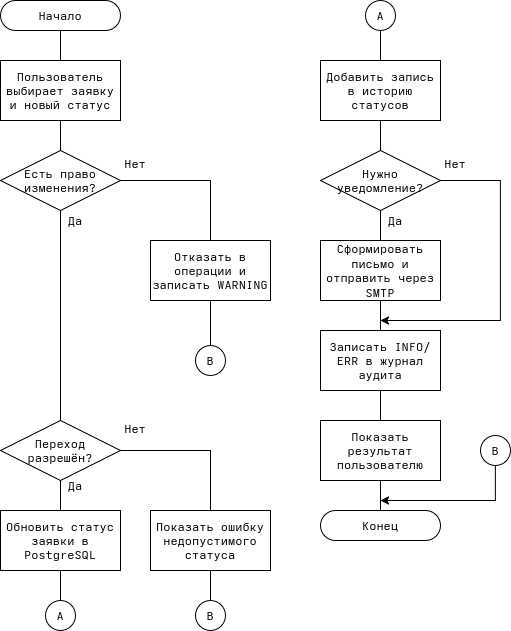 Начало
Пользователь
выбирает заявку
и новый статус
Есть право
изменения?
Нет
Да
Отказать в
операции и
записать WARNING
B
Переход
разрешён?
Нет
Да
Обновить статус
заявки в
PostgreSQL
Показать ошибку
недопустимого
статуса
A
B
A
Добавить запись
в историю
статусов
Нужно
уведомление?
Нет
Да
Сформировать
письмо и
отправить через
SMTP
Записать INFO/
ERR в журнал
аудита
Показать
результат
пользователю
B
Конец